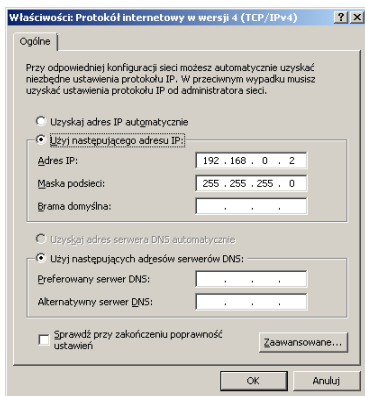 Właściwości: Protokół internetowy w wersji 4 (TCP/IPv4)
Ogólne
Przy odpowiedniej konfiguracji sieci możesz automatycznie uzyskać
niezbędne ustawienia protokołu IP. W przeciwnym wypadku musisz
uzyskać ustawienia protokołu IP od administratora sieci.
Uzyskaj adres IP automatycznie
Użyj następującego adresu IP:
Adres IP: 192 . 168 . 0 . 2
Maska podsieci: 255 . 255 . 255 . 0
Brama domyślna: . . .
Uzyskaj adres serwera DNS automatycznie
Użyj następujących adresów serwerów DNS:
Preferowany serwer DNS: . . .
Alternatywny serwer DNS: . . .
Sprawdź przy zakończeniu poprawność
ustawień
Zaawansowane...
OK Anuluj